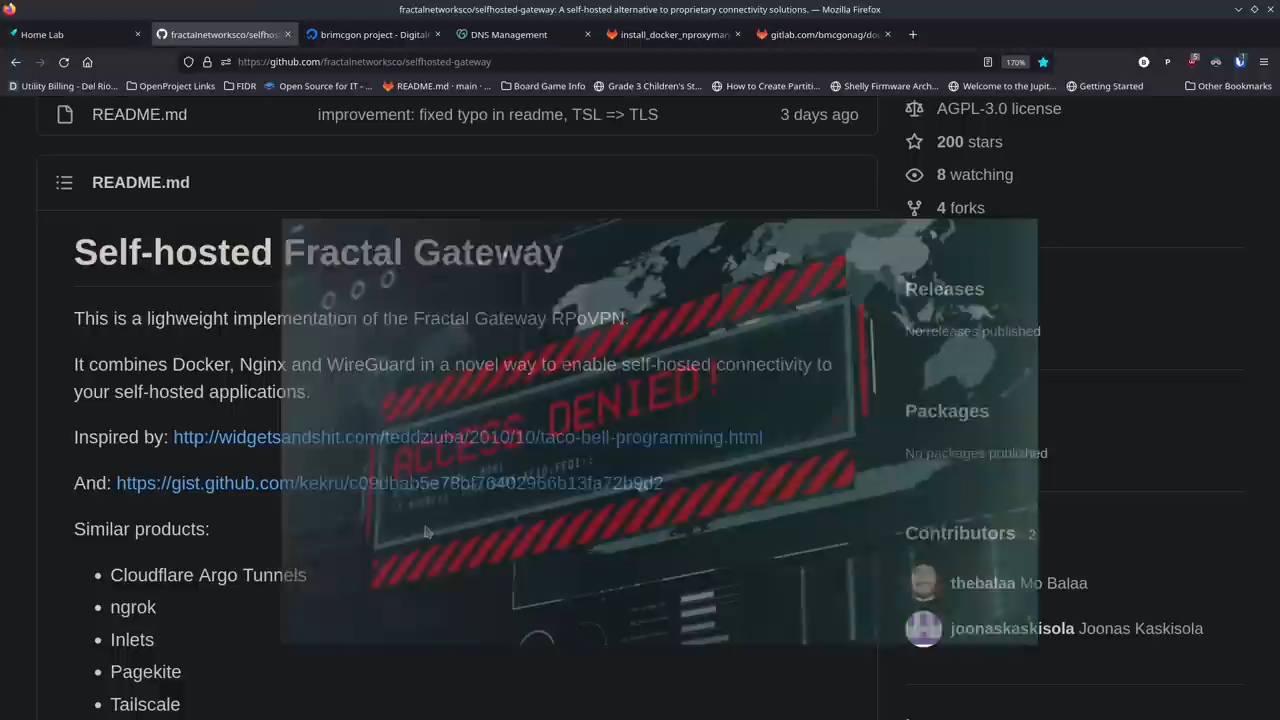 fractalnetworksco/selfhosted-gateway: A self-hosted alternative to proprietary connectivity solutions. — Mozilla Firefox
Home Lab
fractalnetworksco/selfhos
brimcgon project - Digital
DNS Management
install_docker_nproxyman
gitlab.com/bmcgonag/doc
https://github.com/fractalnetworksco/selfhosted-gateway
170%
Utility Billing - Del Rio...
OpenProject Links
FIDR
Open Source for IT - ...
README.md · main · ...
Board Game Info
Grade 3 Children's St...
How to Create Partiti...
Shelly Firmware Arch...
Welcome to the Jupit...
Getting Started
Other Bookmarks
README.md
improvement: fixed typo in readme, TSL => TLS
3 days ago
AGPL-3.0 license
200 stars
8 watching
4 forks
README.md
Self-hosted Fractal Gateway
This is a lighweight implementation of the Fractal Gateway RPoVPN.
It combines Docker, Nginx and WireGuard in a novel way to enable self-hosted connectivity to
your self-hosted applications.
Inspired by: http://widgetsandshit.com/teddziuba/2010/10/taco-bell-programming.html
And:
Similar products:
Cloudflare Argo Tunnels
ngrok
Inlets
Pagekite
Tailscale
ACCESS DENIED!
Releases
No releases published
Packages
No packages published
Contributors 2
thebalaa Mo Balaa
joonaskaskisola Joonas Kaskisola